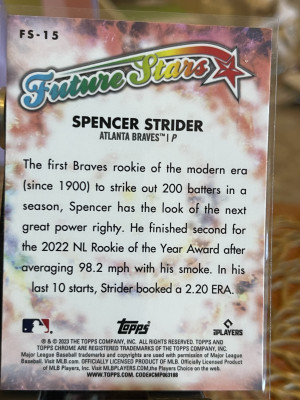 FS-15
Future Stars
SPENCER STRIDER
ATLANTA BRAVES™ | P
The first Braves rookie of the modern era
(since 1900) to strike out 200 batters in a
season, Spencer has the look of the next
great power righty. He finished second for
the 2022 NL Rookie of the Year Award after
averaging 98.2 mph with his smoke. In his
last 10 starts, Strider booked a 2.20 ERA.
Topps
PLAYERS
® & © 2023 THE TOPPS COMPANY, INC. ALL RIGHTS RESERVED. TOPPS AND
TOPPS CHROME ARE REGISTERED TRADEMARKS OF THE TOPPS COMPANY, INC.
Major League Baseball trademarks and copyrights are used with permission of Major League
Baseball. Visit MLB.com. OFFICIALLY LICENSED PRODUCT OF MLB. Officially Licensed Product
of MLB Players, Inc. Visit MLBPLAYERS.com, the Players Choice on the web.
WWW.TOPPS.COM. CODE#CMP063180